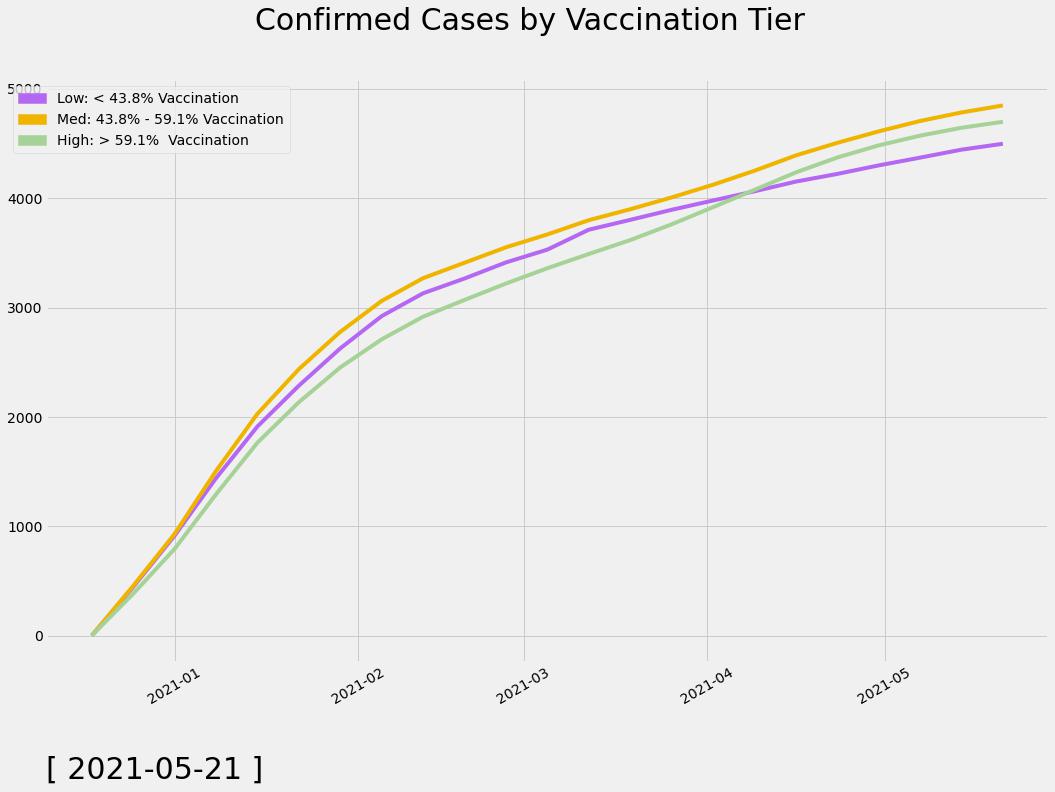 Confirmed Cases by Vaccination Tier
5000
Low: < 43.8% Vaccination
Med: 43.8% - 59.1% Vaccination
High: > 59.1%  Vaccination
4000
3000
2000
1000
0
2021-01
2021-02
2021-03
2021-04
2021-05
[ 2021-05-21 ]